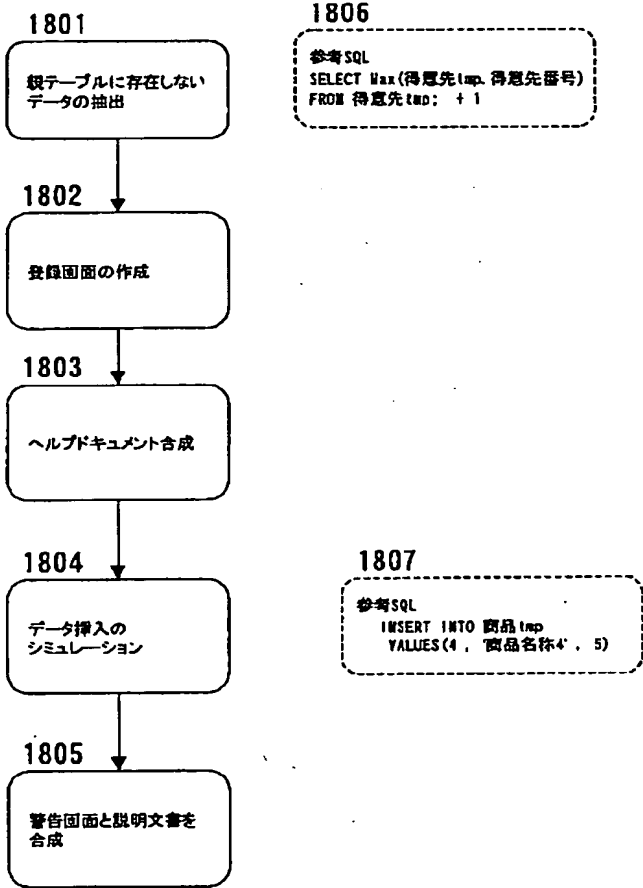 1801
親テーブルに存在しない
データの抽出
1806
参考SQL
SELECT Max(得意先tmp.得意先番号)
FROM 得意先tmp; + 1
1802
登録画面の作成
1803
ヘルプドキュメント合成
1804
データ挿入の
シミュレーション
1807
参考SQL
INSERT INTO 商品tmp
VALUES(4 , '商品名称4' , 5)
1805
警告画面と説明文書を
合成